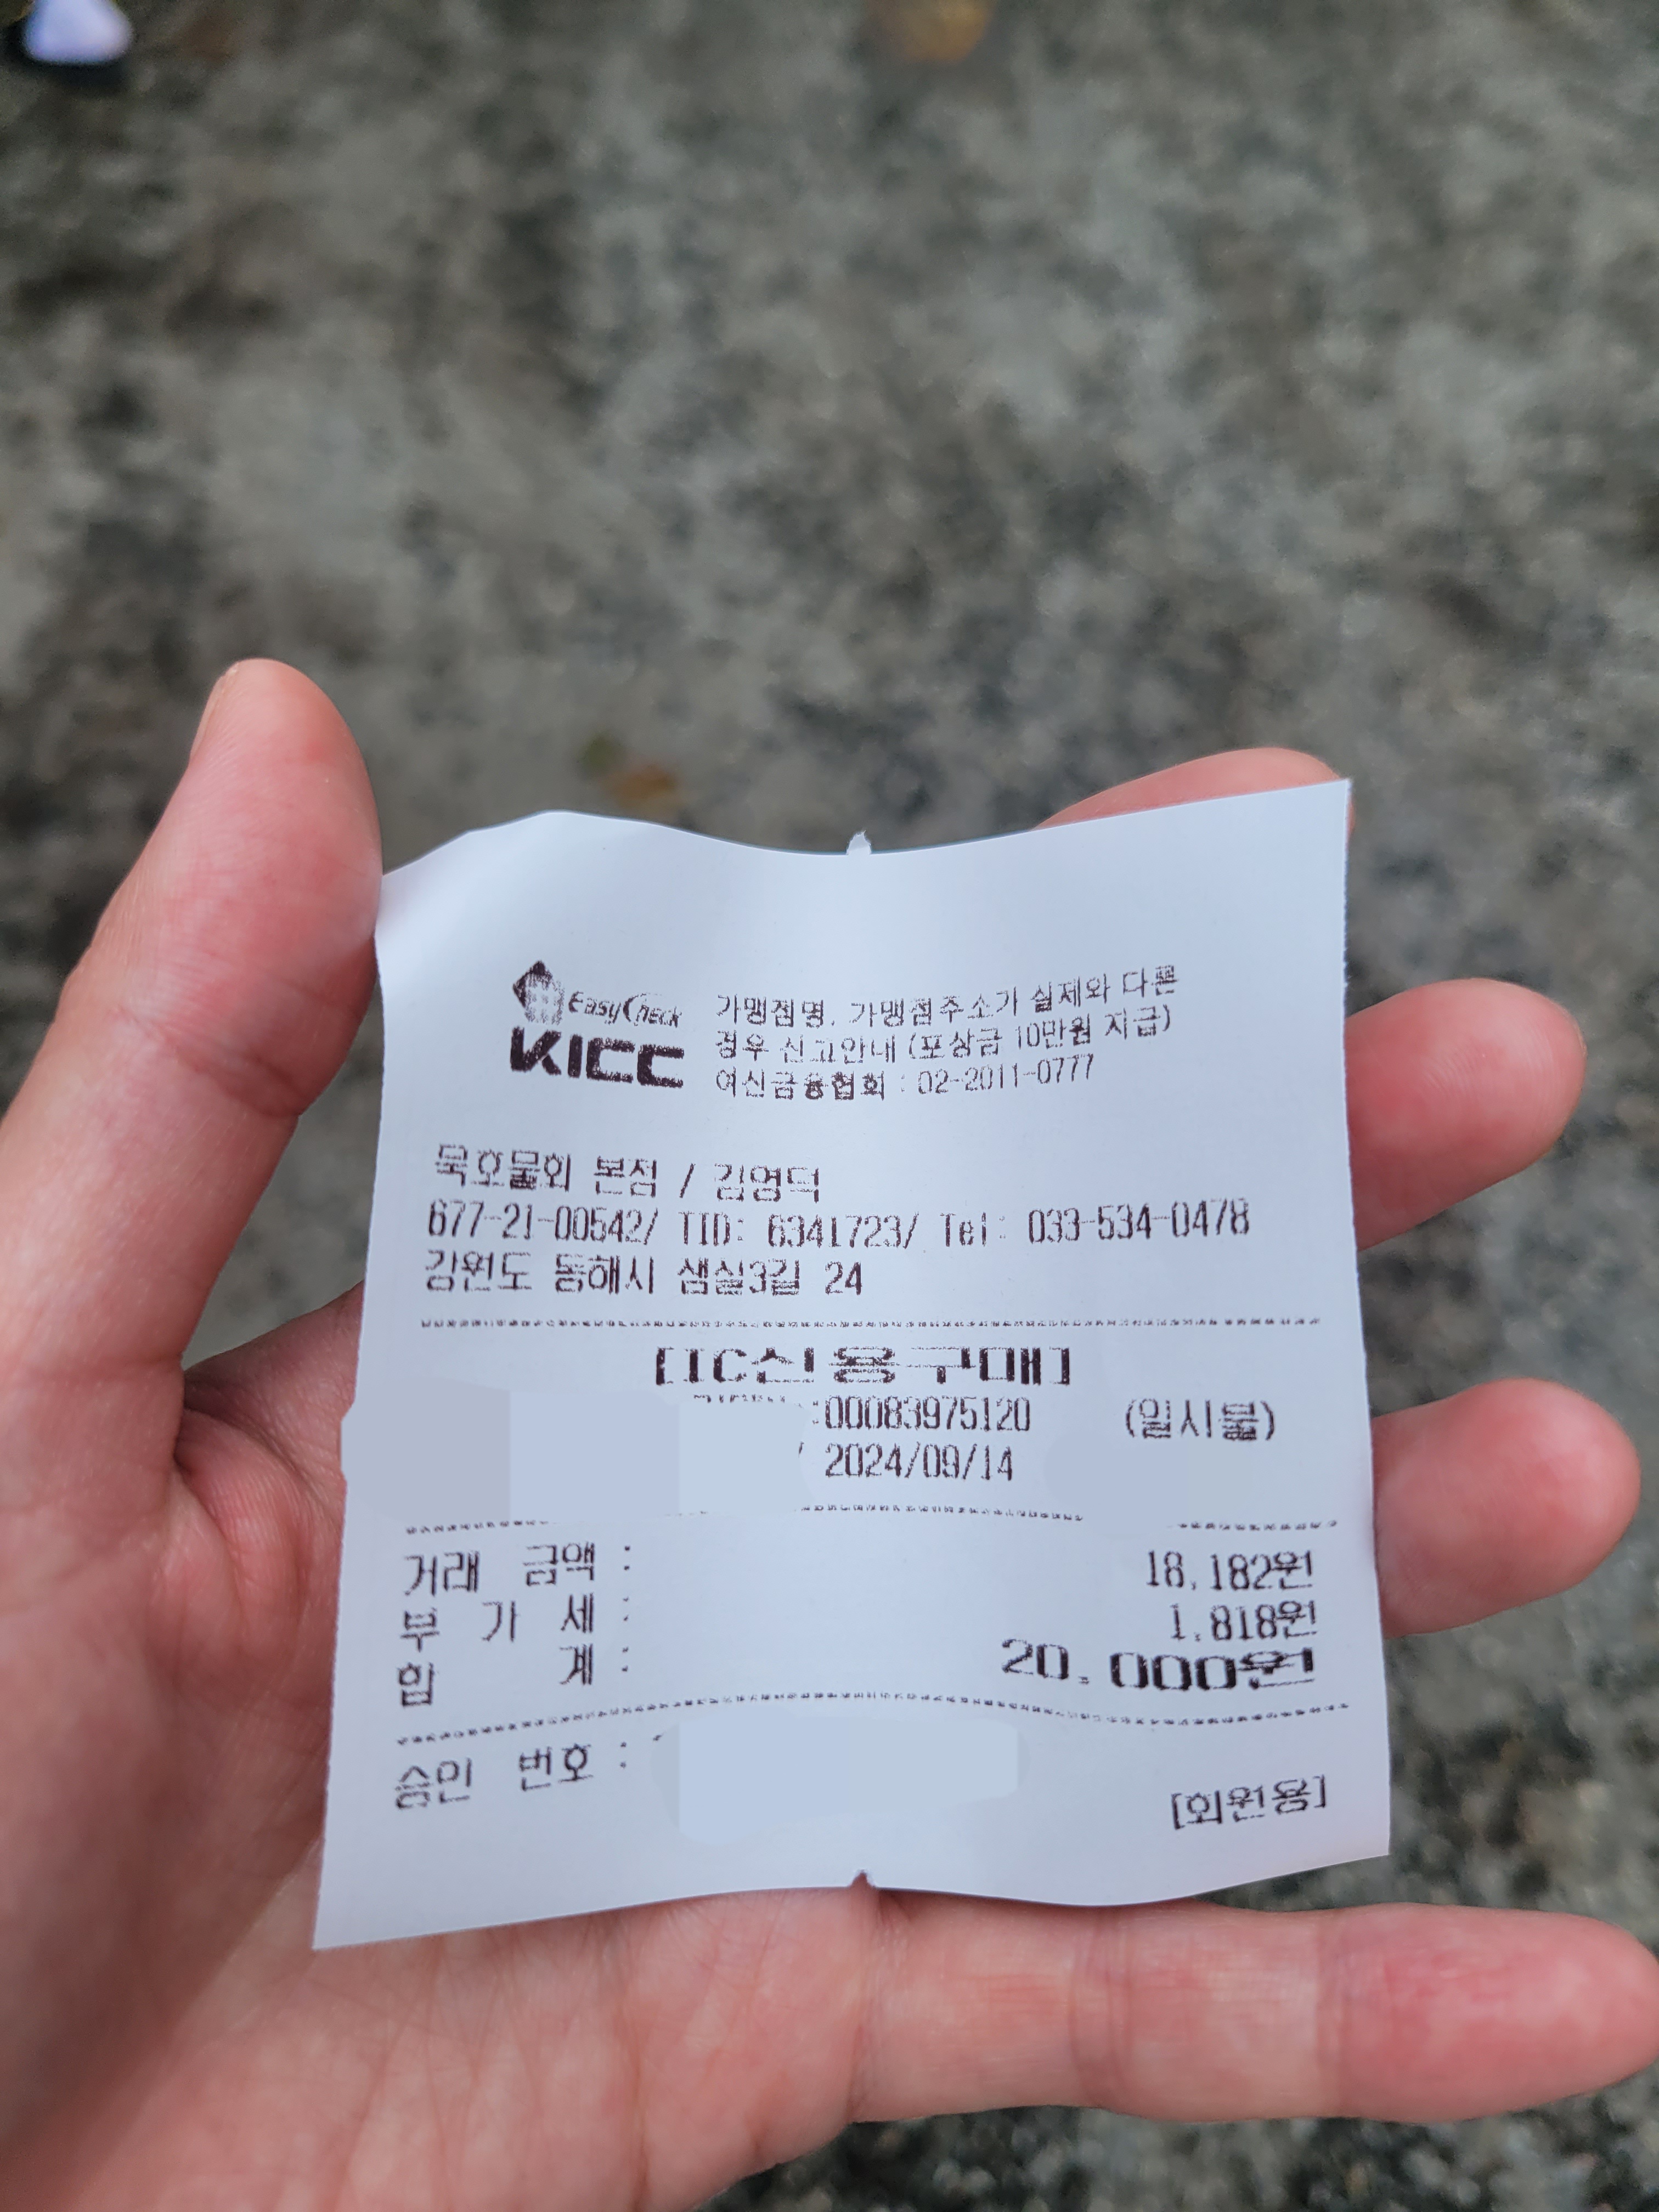 EasyCheck
KICC
가맹점명, 가맹점주소가 실제와 다른
경우 신고안내 (포상금 10만원 지급)
여신금융협회 : 02-2011-0777
묵호물회 본점 / 김영덕
677-21-00542/ TID: 6341723/ Tel: 033-534-0478
강원도 동해시 샘실3길 24
[IC신용구매]
:00083975120 (일시불)
/ 2024/09/14
거래 금액 : 18,182원
부 가 세 : 1,818원
합 계 : 20,000원
승인 번호 :
[회원용]